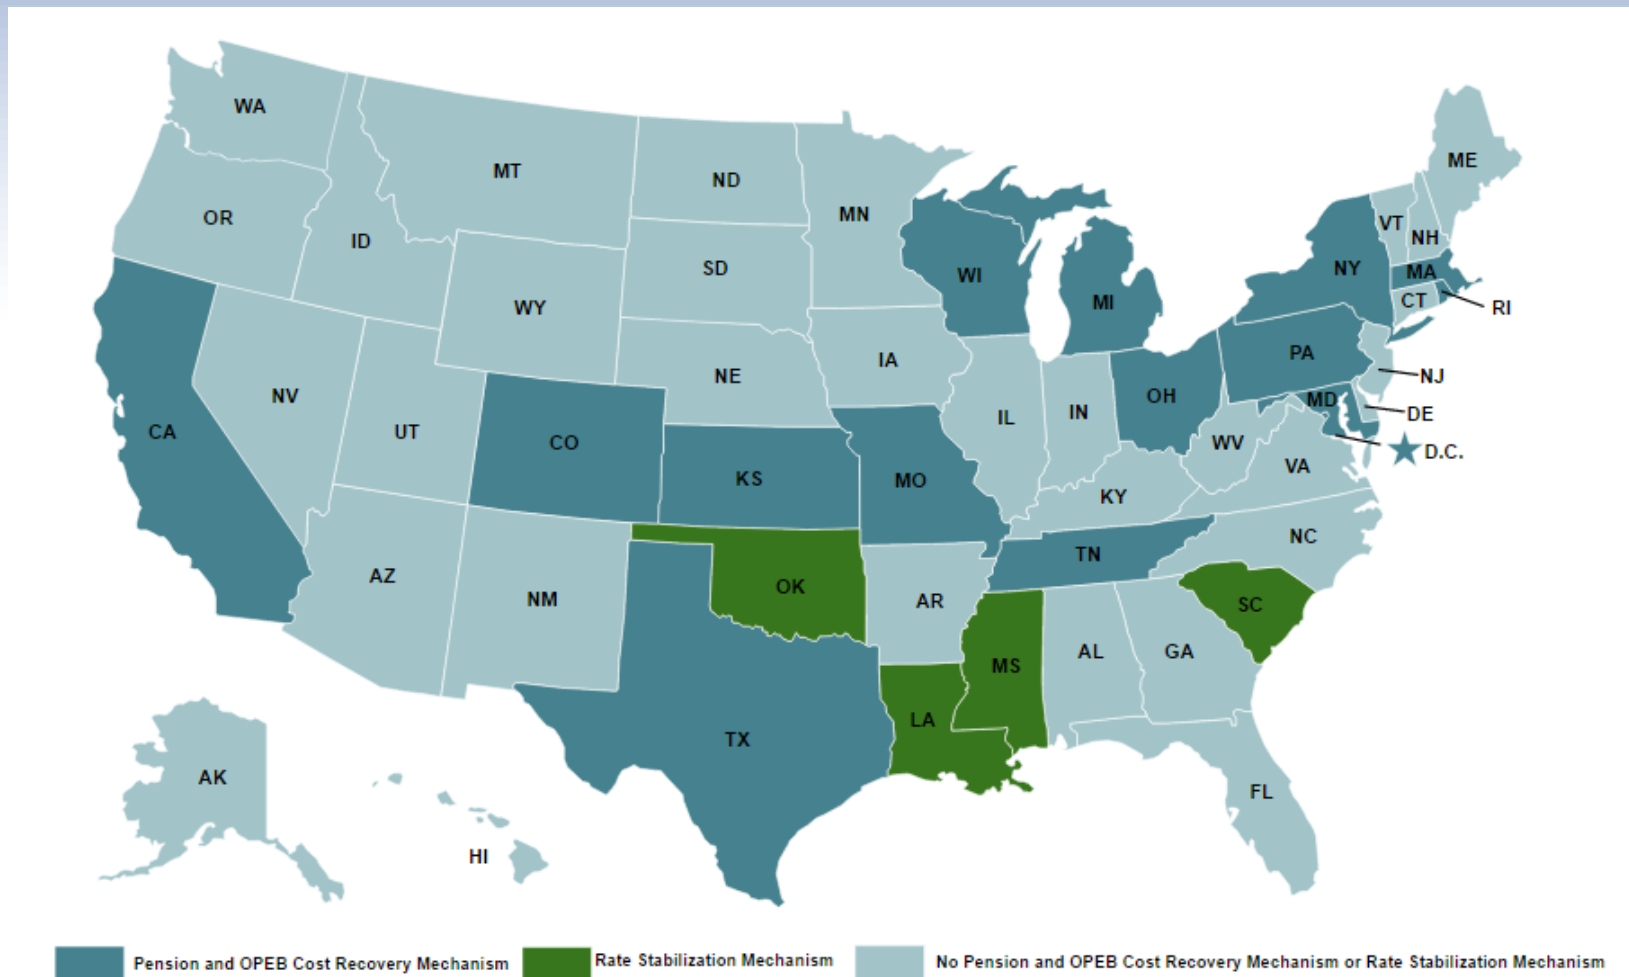 WA
MT
ND
MN
ME
OR
ID
SD
WI
VT
NH
NY
MA
WY
MI
CT
RI
IA
PA
NE
NJ
NV
OH
MD
IL
IN
DE
UT
CO
WV
D.C.
CA
VA
KS
MO
KY
NC
TN
AZ
OK
NM
AR
SC
MS
AL
GA
LA
TX
AK
FL
HI
Pension and OPEB Cost Recovery Mechanism
Rate Stabilization Mechanism
No Pension and OPEB Cost Recovery Mechanism or Rate Stabilization Mechanism